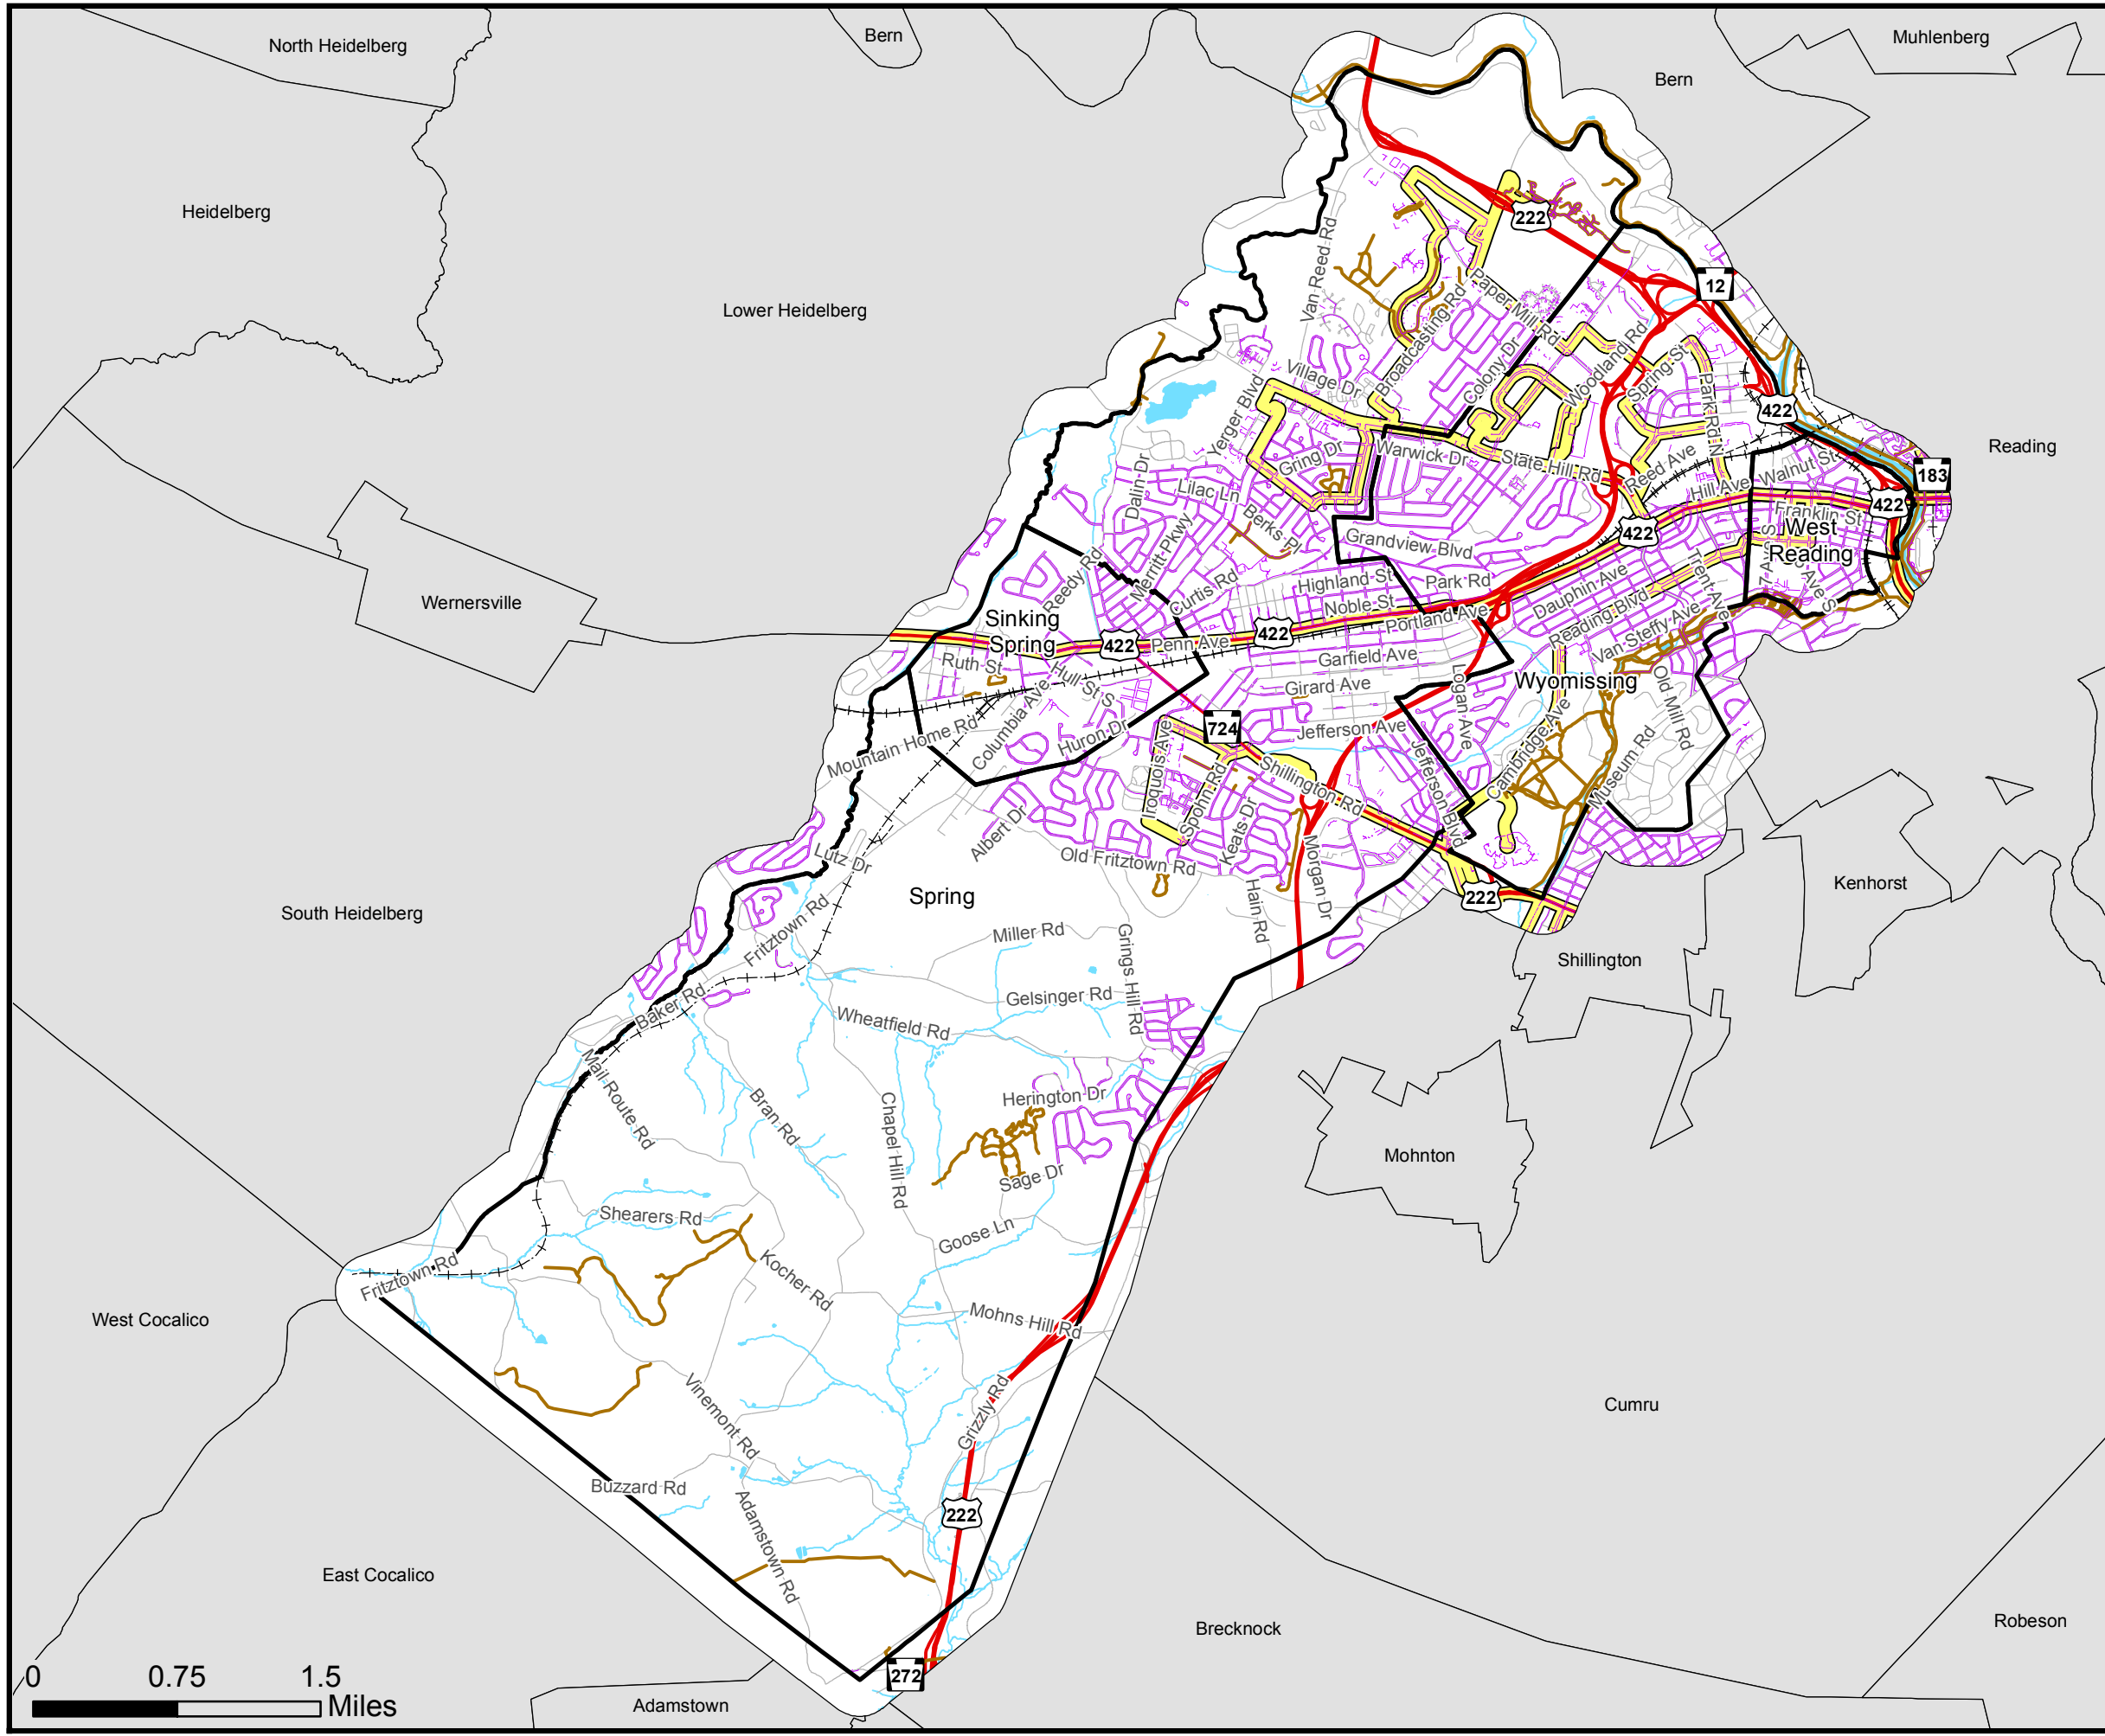 North Heidelberg
Bern
Muhlenberg
Bern
Heidelberg
222
Van Reed Rd
12
Lower Heidelberg
Paper Mill Rd
Broadcasting Rd
Colony Dr
Woodland Rd
Spring St
Park Rd N
Village Dr
Yerger Blvd
422
Reading
Gring Dr
Warwick Dr
State Hill Rd
Reed Ave
Walnut St
183
Dalin Dr
Lilac Ln
Hill Ave
422
Berks Pl
Franklin St
422
West
Reading
Merritt Pkwy
Grandview Blvd
Reedy Rd
Curtis Rd
Highland St
Park Rd
Dauphin Ave
Tent Ave
7 Ave S
Ave S
Wernersville
Noble St
Sinking
Spring
422
Penn Ave
422
Portland Ave
Reading Blvd
Van Steffy Ave
Ruth St
Hull St S
Garfield Ave
Girard Ave
Logan Ave
Wyomissing
Old Mill Rd
Columbia Ave
Huron Dr
724
Jefferson Ave
Mountain Home Rd
Iroquois Ave
Spohn Rd
Shillington Rd
Jefferson Blvd
Cambridge Ave
Museum Rd
Albert Dr
Keats Dr
Lutz Dr
Old Fritztown Rd
Morgan Dr
Hain Rd
222
Kenhorst
Spring
South Heidelberg
Fritztown Rd
Miller Rd
Grings Hill Rd
Shillington
Baker Rd
Gelsinger Rd
Wheatfield Rd
Mail Route Rd
Bran Rd
Chapel Hill Rd
Herington Dr
Mohnton
Sage Dr
Shearers Rd
Goose Ln
Fritztown Rd
Kocher Rd
Mohns Hill Rd
West Cocalico
Vinemont Rd
Grizzly Rd
Cumru
Buzzard Rd
Adamstown Rd
222
East Cocalico
Brecknock
Robeson
272
Adamstown
0 0.75 1.5
Miles